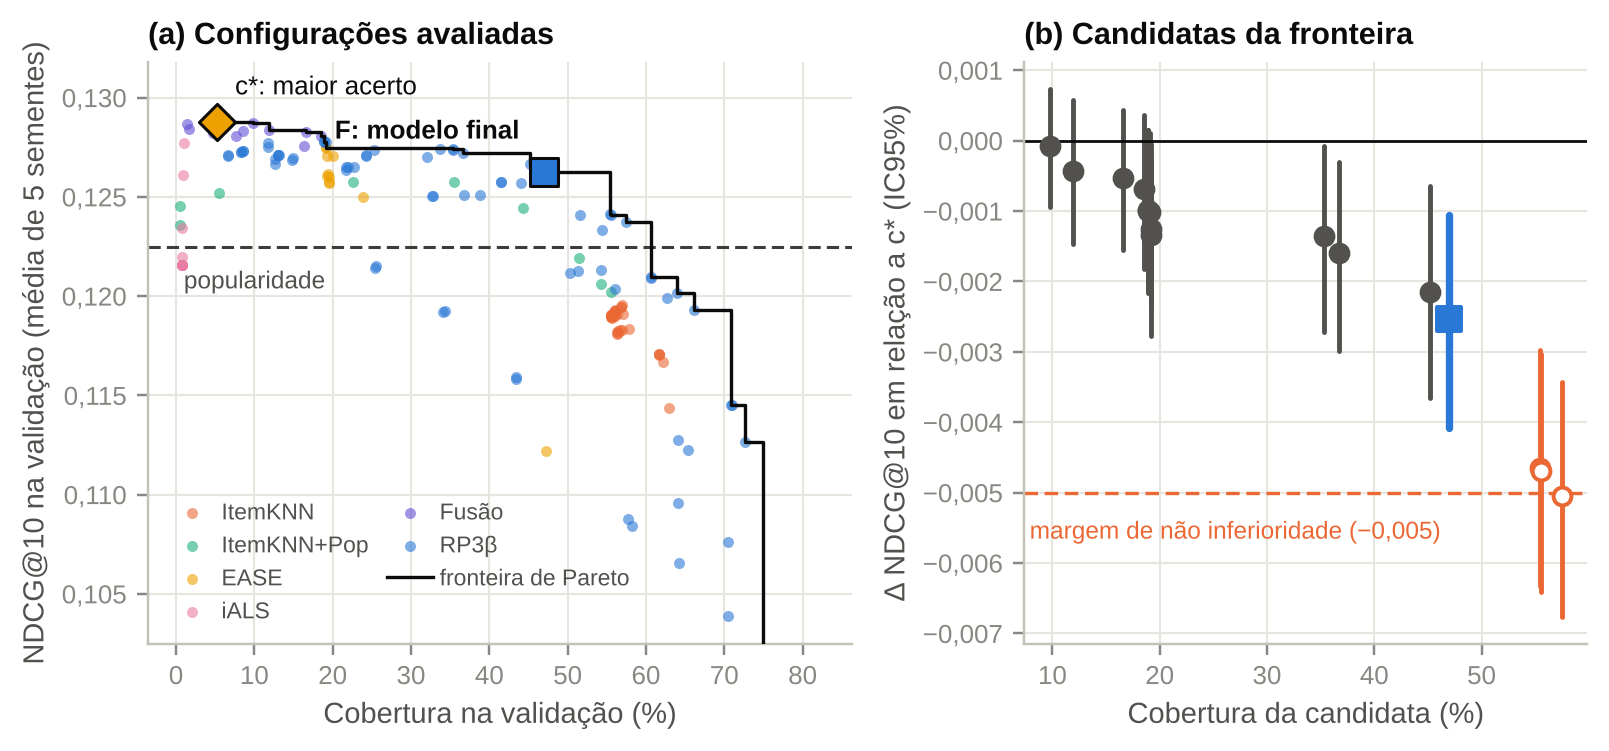 (a) Configurações avaliadas
NDCG@10 na validação (média de 5 sementes)
0,130
0,125
0,120
0,115
0,110
0,105
c*: maior acerto
F: modelo final
popularidade
ItemKNN
ItemKNN+Pop
EASE
iALS
Fusão
RP3β
fronteira de Pareto
0 10 20 30 40 50 60 70 80
Cobertura na validação (%)
(b) Candidatas da fronteira
Δ NDCG@10 em relação a c* (IC95%)
0,001
0,000
−0,001
−0,002
−0,003
−0,004
−0,005
−0,006
−0,007
margem de não inferioridade (−0,005)
10 20 30 40 50
Cobertura da candidata (%)